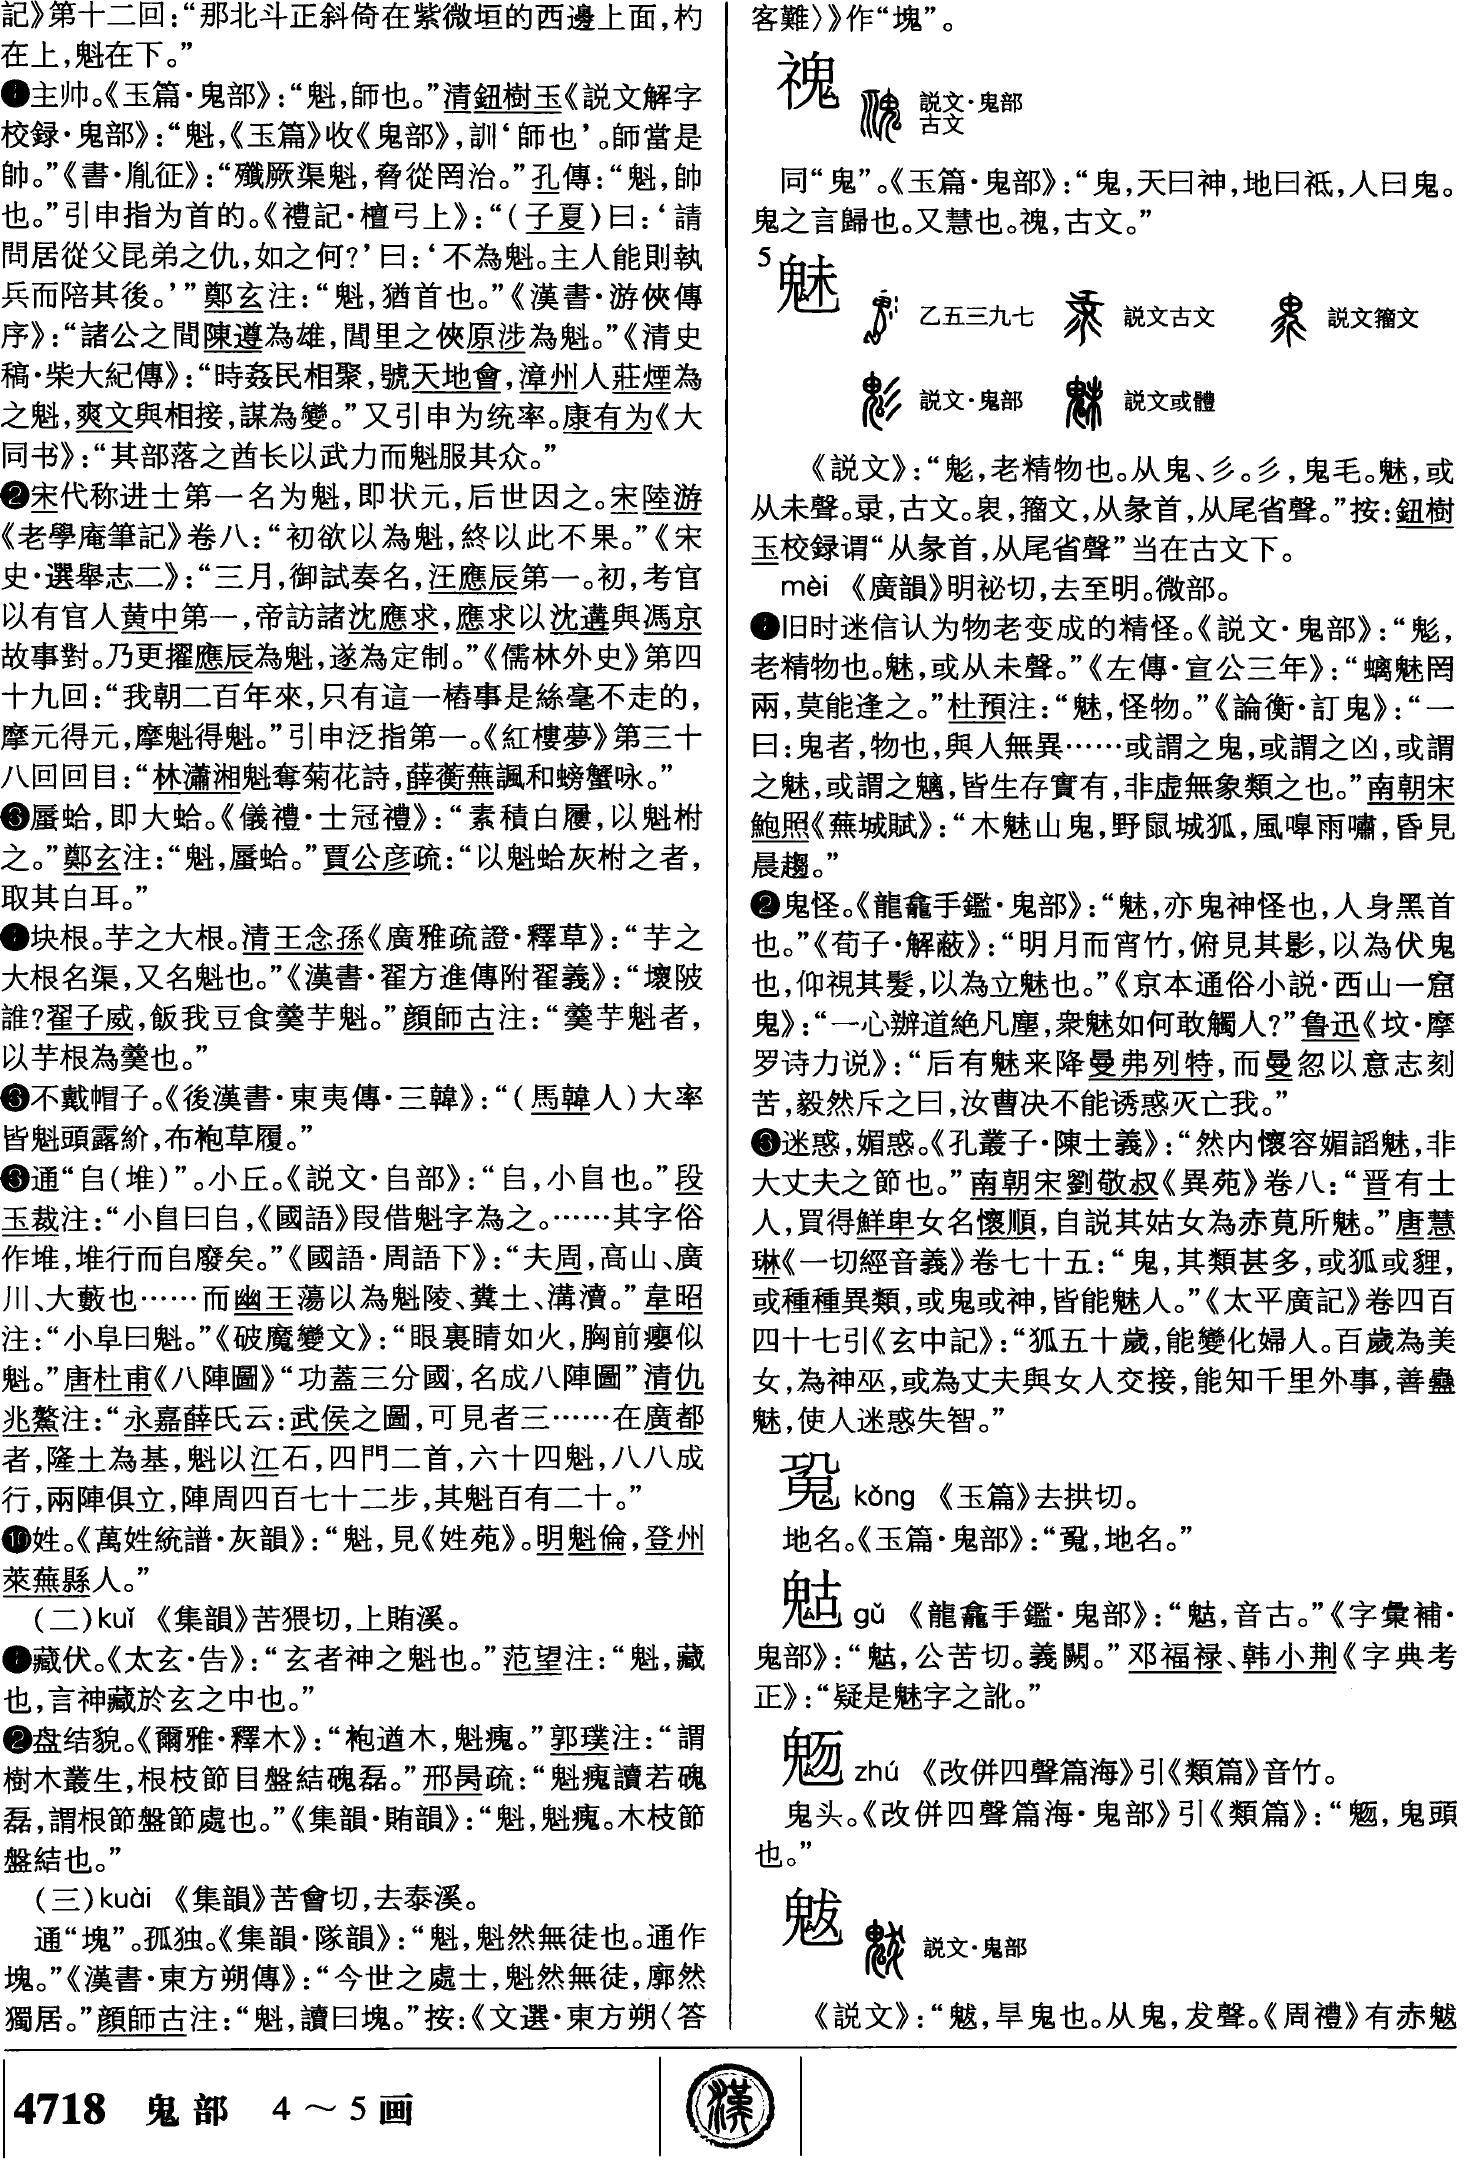 記》第十二回：“那北斗正斜倚在紫微垣的西邊上面，杓
在上，魁在下。”
主帅。《玉篇·鬼部》：“魁，師也。”清鈕樹玉《説文解字
校録·鬼部》：“魁，《玉篇》收《鬼部》，訓‘師也’。師當是
帥。”《書·胤征》：“殲厥渠魁，脅從罔治。”孔傳：“魁，帥
也。”引申指为首的。《禮記·檀弓上》：“（子夏）曰：‘請
問居從父昆弟之仇，如之何？’曰：‘不為魁。主人能則執
兵而陪其後。’”鄭玄注：“魁，猶首也。”《漢書·游俠傳
序》：“諸公之間陳遵為雄，閭里之俠原涉為魁。”《清史
稿·柴大紀傳》：“時姦民相聚，號天地會，漳州人莊煙為
之魁，爽文與相接，謀為變。”又引申为统率。康有为《大
同书》：“其部落之酋长以武力而魁服其众。”
❷宋代称进士第一名为魁，即状元，后世因之。宋陸游
《老學庵筆記》卷八：“初欲以為魁，終以此不果。”《宋
史·選舉志二》：“三月，御試奏名，汪應辰第一。初，考官
以有官人黄中第一，帝訪諸沈應求，應求以沈遘與馮京
故事對。乃更擢應辰為魁，遂為定制。”《儒林外史》第四
十九回：“我朝二百年來，只有這一樁事是絲毫不走的，
摩元得元，摩魁得魁。”引申泛指第一。《紅樓夢》第三十
八回回目：“林瀟湘魁奪菊花詩，薛蘅蕪諷和螃蟹咏。”
蜃蛤，即大蛤。《儀禮·士冠禮》：“素積白屨，以魁柎
之。”鄭玄注：“魁，蜃蛤。”賈公彦疏：“以魁蛤灰柎之者，
取其白耳。”
块根。芋之大根。清王念孫《廣雅疏證·釋草》：“芋之
大根名渠，又名魁也。”《漢書·翟方進傳附翟義》：“壞陂
誰？翟子威，飯我豆食羹芋魁。”顔師古注：“羹芋魁者，
以芋根為羹也。”
不戴帽子。《後漢書·東夷傳·三韓》：“（馬韓人）大率
皆魁頭露紒，布袍草履。”
通“𠂤（堆）”。小丘。《説文·𠂤部》：“𠂤，小𨸏也。”段
玉裁注：“小𨸏曰𠂤，《國語》叚借魁字為之。……其字俗
作堆，堆行而𠂤廢矣。”《國語·周語下》：“夫周，高山、廣
川、大藪也……而幽王蕩以為魁陵、糞土、溝瀆。”韋昭
注：“小阜曰魁。”《破魔變文》：“眼裏睛如火，胸前癭似
魁。”唐杜甫《八陣圖》“功蓋三分國，名成八陣圖”清仇
兆鰲注：“永嘉薛氏云：武侯之圖，可見者三……在廣都
者，隆土為基，魁以江石，四門二首，六十四魁，八八成
行，兩陣俱立，陣周四百七十二步，其魁百有二十。”
❿姓。《萬姓統譜·灰韻》：“魁，見《姓苑》。明魁倫，登州
萊蕪縣人。”
（二）kuǐ 《集韻》苦猥切，上賄溪。
藏伏。《太玄·告》：“玄者神之魁也。”范望注：“魁，藏
也，言神藏於玄之中也。”
❷盘结貌。《爾雅·釋木》：“枹遒木，魁瘣。”郭璞注：“謂
樹木叢生，根枝節目盤結磈磊。”邢昺疏：“魁瘣讀若磈
磊，謂根節盤節處也。”《集韻·賄韻》：“魁，魁瘣。木枝節
盤結也。”
（三）kuài 《集韻》苦會切，去泰溪。
通“塊”。孤独。《集韻·隊韻》：“魁，魁然無徒也。通作
塊。”《漢書·東方朔傳》：“今世之處士，魁然無徒，廓然
獨居。”顔師古注：“魁，讀曰塊。”按：《文選·東方朔〈答
客難〉》作“塊”。
䰠 説文·鬼部
古文
同“鬼”。《玉篇·鬼部》：“鬼，天曰神，地曰祇，人曰鬼。
鬼之言歸也。又慧也。䰠，古文。”
5 魅 乙五三九七 説文古文 説文籀文
説文·鬼部 説文或體
《説文》：“鬽，老精物也。从鬼、彡。彡，鬼毛。魅，或
从未聲。彔，古文。𥜻，籀文，从彖首，从尾省聲。”按：鈕樹
玉校録谓“从彖首，从尾省聲”当在古文下。
mèi 《廣韻》明祕切，去至明。微部。
旧时迷信认为物老变成的精怪。《説文·鬼部》：“鬽，
老精物也。魅，或从未聲。”《左傳·宣公三年》：“螭魅罔
兩，莫能逢之。”杜預注：“魅，怪物。”《論衡·訂鬼》：“一
曰：鬼者，物也，與人無異……或謂之鬼，或謂之凶，或謂
之魅，或謂之魑，皆生存實有，非虚無象類之也。”南朝宋
鮑照《蕪城賦》：“木魅山鬼，野鼠城狐，風嘷雨嘯，昏見
晨趨。”
❷鬼怪。《龍龕手鑑·鬼部》：“魅，亦鬼神怪也，人身黑首
也。”《荀子·解蔽》：“明月而宵竹，俯見其影，以為伏鬼
也，仰視其髮，以為立魅也。”《京本通俗小説·西山一窟
鬼》：“一心辦道絶凡塵，衆魅如何敢觸人？”鲁迅《坟·摩
罗诗力说》：“后有魅来降曼弗列特，而曼忽以意志刻
苦，毅然斥之曰，汝曹决不能诱惑灭亡我。”
❸迷惑，媚惑。《孔叢子·陳士義》：“然内懷容媚諂魅，非
大丈夫之節也。”南朝宋劉敬叔《異苑》卷八：“晋有士
人，買得鮮卑女名懷順，自説其姑女為赤莧所魅。”唐慧
琳《一切經音義》卷七十五：“鬼，其類甚多，或狐或貍，
或種種異類，或鬼或神，皆能魅人。”《太平廣記》卷四百
四十七引《玄中記》：“狐五十歲，能變化婦人。百歲為美
女，為神巫，或為丈夫與女人交接，能知千里外事，善蠱
魅，使人迷惑失智。”
kǒng 《玉篇》去拱切。
地名。《玉篇·鬼部》：“，地名。”
gǔ 《龍龕手鑑·鬼部》：“，音古。”《字彙補·
鬼部》：“，公苦切。義闕。”邓福禄、韩小荆《字典考
正》：“疑是魅字之訛。”
zhú 《改併四聲篇海》引《類篇》音竹。
鬼头。《改併四聲篇海·鬼部》引《類篇》：“，鬼頭
也。”
魃 説文·鬼部
《説文》：“魃，旱鬼也。从鬼，犮聲。《周禮》有赤魃
4718 鬼部 4～5画
漢